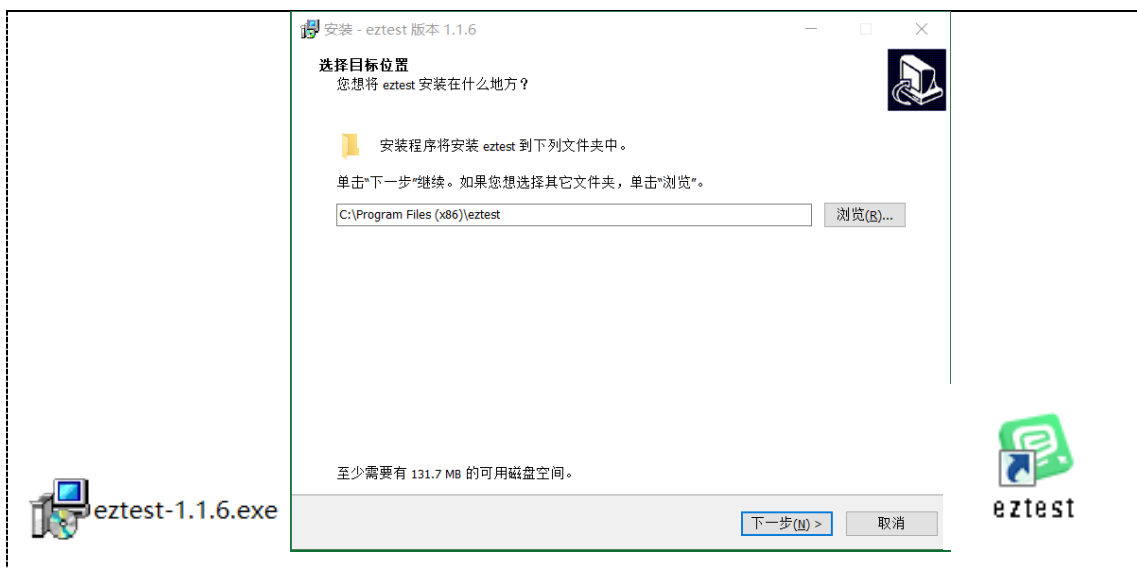 安装 - eztest 版本 1.1.6
选择目标位置
您想将 eztest 安装在什么地方？
安装程序将安装 eztest 到下列文件夹中。
单击"下一步"继续。如果您想选择其它文件夹，单击"浏览"。
C:\Program Files (x86)\eztest
浏览(R)...
至少需要有 131.7 MB 的可用磁盘空间。
eztest-1.1.6.exe
下一步(N) >
取消
eztest